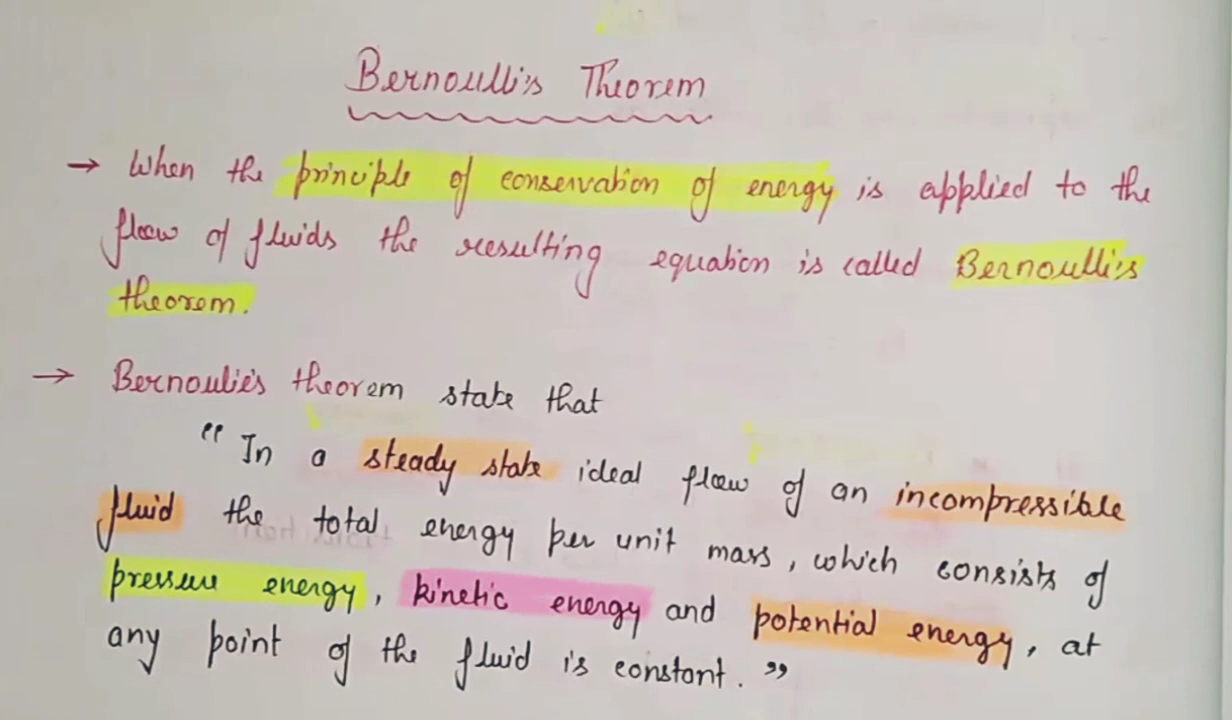 Bernoulli's Theorem
→ When the principle of conservation of energy is applied to the
flow of fluids the resulting equation is called Bernoulli's
theorem.
→ Bernoulie's theorem state that
“ In a steady state ideal flow of an incompressible
fluid the total energy per unit mass, which consists of
pressure energy, kinetic energy and potential energy, at
any point of the fluid is constant. ”